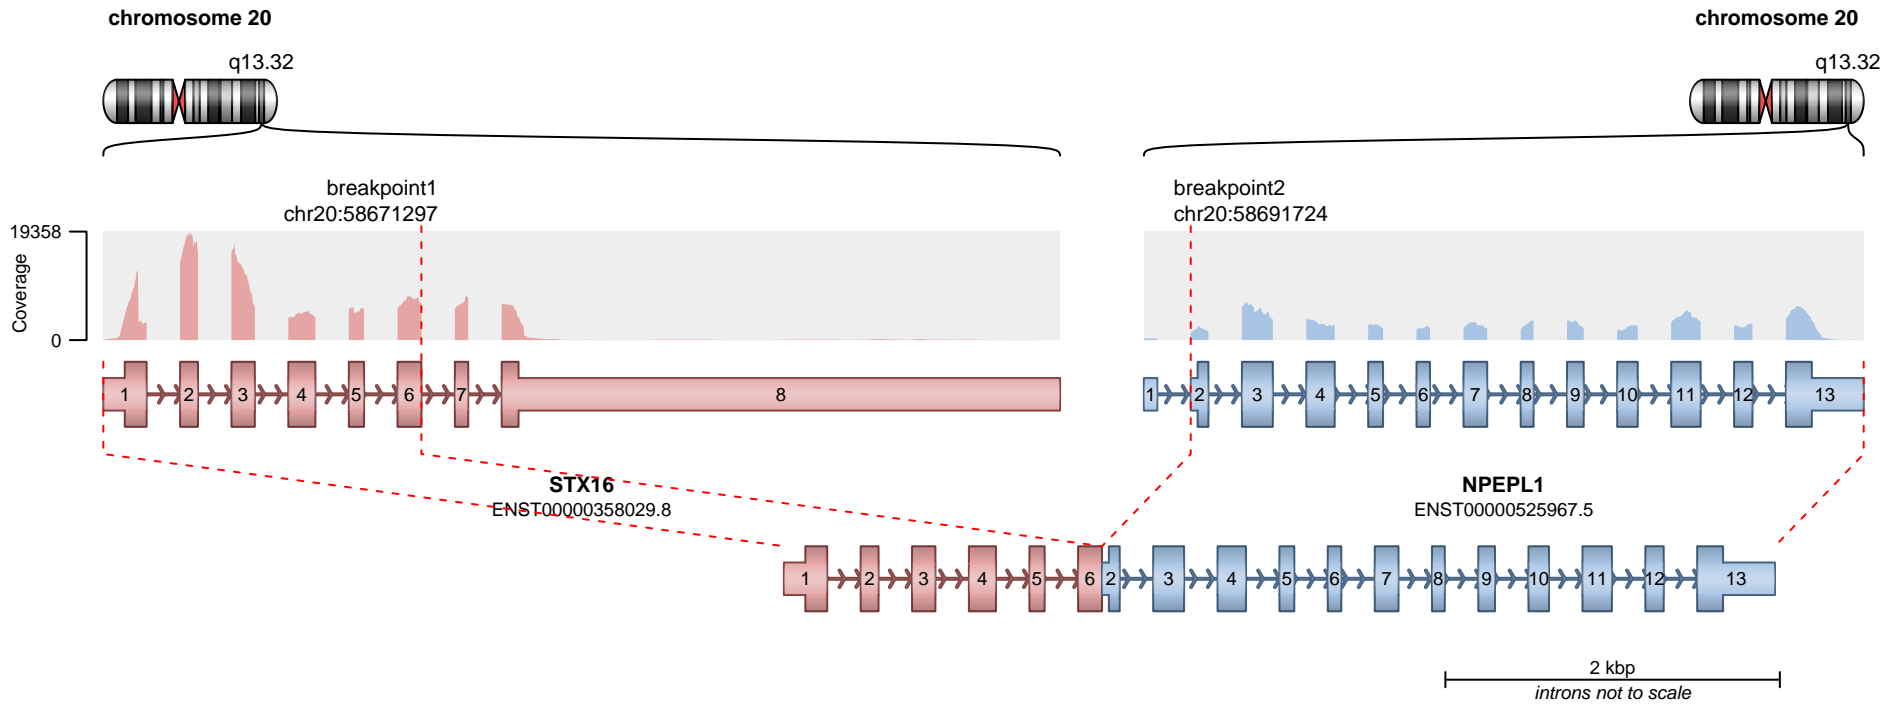 chromosome 20
chromosome 20
q13.32
q13.32
breakpoint1
chr20:58671297
breakpoint2
chr20:58691724
19358
Coverage
0
1 2 3 4 5 6 7 8
1 2 3 4 5 6 7 8 9 10 11 12 13
STX16
ENST00000358029.8
NPEPL1
ENST00000525967.5
1 2 3 4 5 6 2 3 4 5 6 7 8 9 10 11 12 13
2 kbp
introns not to scale